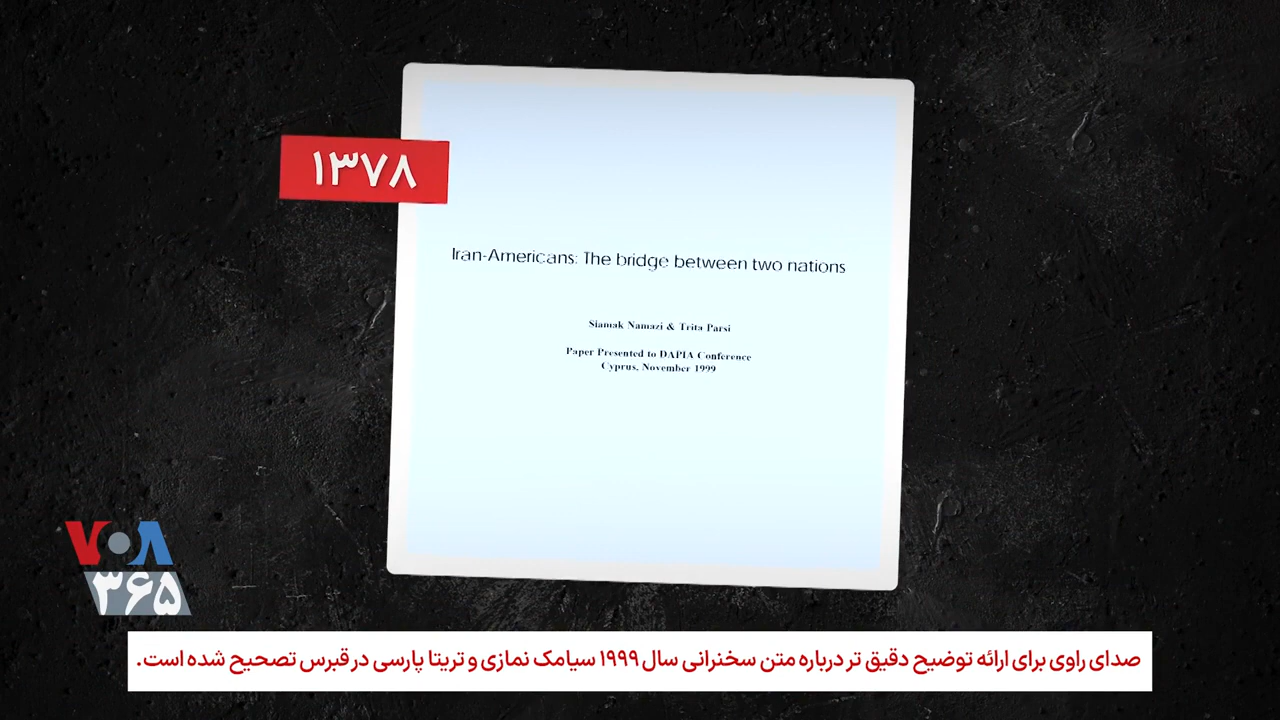 ۱۳۷۸
Iran-Americans: The bridge between two nations
Siamak Namazi & Trita Parsi
Paper Presented to DAPIA Conference
Cyprus, November 1999
VOA
۳۶۵
صدای راوی برای ارائه توضیح دقیق تر درباره متن سخنرانی سال ۱۹۹۹ سیامک نمازی و تریتا پارسی در قبرس تصحیح شده است.